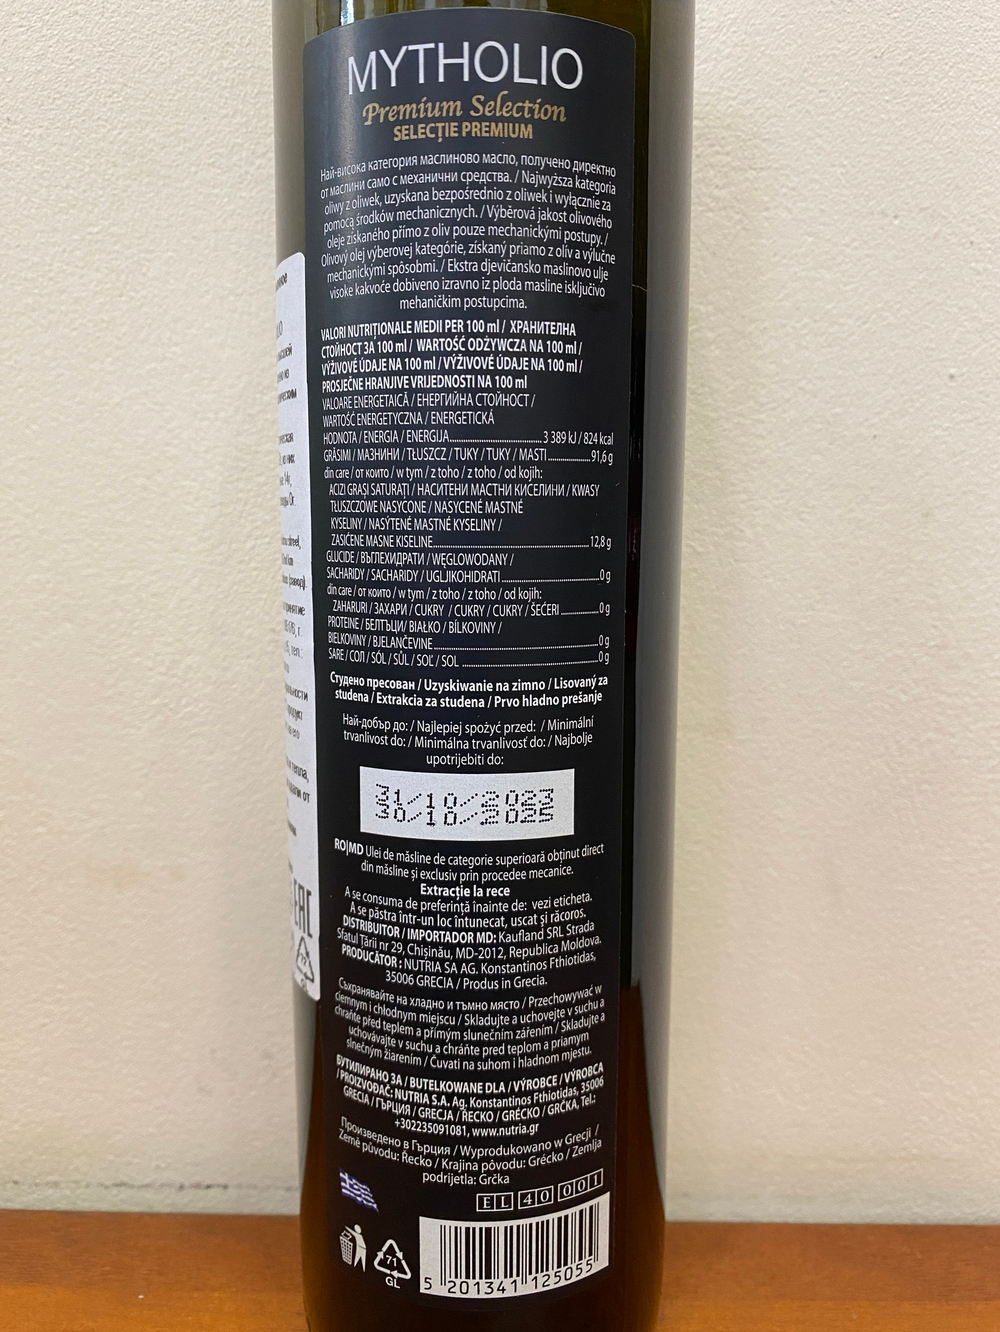 MYTHOLIO
Premium Selection
SELECȚIE PREMIUM
Най-висока категория маслиново масло, получено директно
от маслини само с механични средства. / Najwyższa kategoria
oliwy z oliwek, uzyskana bezpośrednio z oliwek i wyłącznie za
pomocą środków mechanicznych. / Výběrová jakost olivového
oleje získaného přímo z oliv pouze mechanickými postupy. /
Olivový olej výberovej kategórie, získaný priamo z olív a výlučne
mechanickými spôsobmi. / Ekstra djevičansko maslinovo ulje
visoke kakvoće dobiveno izravno iz ploda masline isključivo
mehaničkim postupcima.
VALORI NUTRIȚIONALE MEDII PER 100 ml / ХРАНИТЕЛНА
СТОЙНОСТ ЗА 100 ml / WARTOŚĆ ODŻYWCZA NA 100 ml /
VÝŽIVOVÉ ÚDAJE NA 100 ml / VÝŽIVOVÉ ÚDAJE NA 100 ml /
PROSJEČNE HRANJIVE VRIJEDNOSTI NA 100 ml
VALOARE ENERGETAICĂ / ЕНЕРГИЙНА СТОЙНОСТ /
WARTOŚĆ ENERGETYCZNA / ENERGETICKÁ
HODNOTA / ENERGIA / ENERGIJA 3 389 kJ / 824 kcal
GRĂSIMI / МАЗНИНИ / TŁUSZCZ / TUKY / TUKY / MASTI 91,6 g
din care / от които / w tym / z toho / z toho / od kojih:
ACIZI GRAȘI SATURAȚI / НАСИТЕНИ МАСТНИ КИСЕЛИНИ / KWASY
TŁUSZCZOWE NASYCONE / NASYCENÉ MASTNÉ
KYSELINY / NASÝTENÉ MASTNÉ KYSELINY /
ZASIĆENE MASNE KISELINE 12,8 g
GLUCIDE / ВЪГЛЕХИДРАТИ / WĘGLOWODANY /
SACHARIDY / SACHARIDY / UGLJIKOHIDRATI 0 g
din care / от които / w tym / z toho / z toho / od kojih:
ZAHARURI / ЗАХАРИ / CUKRY / CUKRY / CUKRY / ŠEĆERI 0 g
PROTEINE / БЕЛТЪЦИ/ BIAŁKO / BÍLKOVINY /
BIELKOVINY / BJELANČEVINE 0 g
SARE / СОЛ / SÓL / SŮL / SOĽ / SOL 0 g
Студено пресован / Uzyskiwanie na zimno / Lisovaný za
studena / Extrakcia za studena / Prvo hladno prešanje
Най-добър до: / Najlepiej spożyć przed: / Minimální
trvanlivost do: / Minimálna trvanlivosť do: / Najbolje
upotrijebiti do:
31/10/2023
30/10/2025
RO|MD Ulei de măsline de categorie superioară obținut direct
din măsline și exclusiv prin procedee mecanice.
Extracție la rece
A se consuma de preferință înainte de: vezi eticheta.
A se păstra într-un loc întunecat, uscat și răcoros.
DISTRIBUITOR / IMPORTADOR MD: Kaufland SRL Strada
Sfatul Țării nr 29, Chișinău, MD-2012, Republica Moldova.
PRODUCĂTOR : NUTRIA SA AG. Konstantinos Fthiotidas,
35006 GRECIA / Produs in Grecia.
Съхранявайте на хладно и тъмно място / Przechowywać w
ciemnym i chłodnym miejscu / Skladujte a uchovejte v suchu a
chraňte před teplem a přímým slunečním zářením / Skladujte a
uchovávajte v suchu a chráňte pred teplom a priamym
slnečným žiarením / Čuvati na suhom i hladnom mjestu.
БУТИЛИРАНО ЗА / BUTELKOWANE DLA / VÝROBCE / VÝROBCA
/ PROIZVOĐAČ: NUTRIA S.A. Ag. Konstantinos Fthiotidas, 35006
GRECIA / ГЪРЦИЯ / GRECJA / ŘECKO / GRÉCKO / GRČKA, Tel.:
+302235091081, www.nutria.gr
Произведено в Гърция / Wyprodukowano w Grecji /
Země původu: Řecko / Krajina pôvodu: Grécko / Zemlja
podrijetla: Grčka
EL 40 001
71
GL
5 201341 125055
EAC